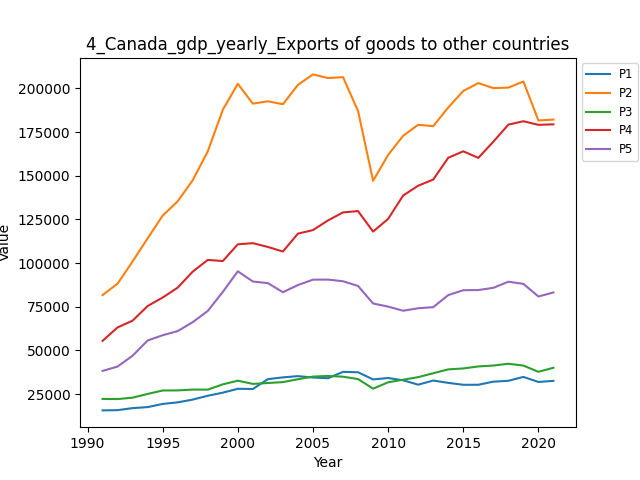 4_Canada_gdp_yearly_Exports of goods to other countries
P1
P2
P3
P4
P5
200000
175000
150000
125000
100000
75000
50000
25000
Value
1990
1995
2000
2005
2010
2015
2020
Year